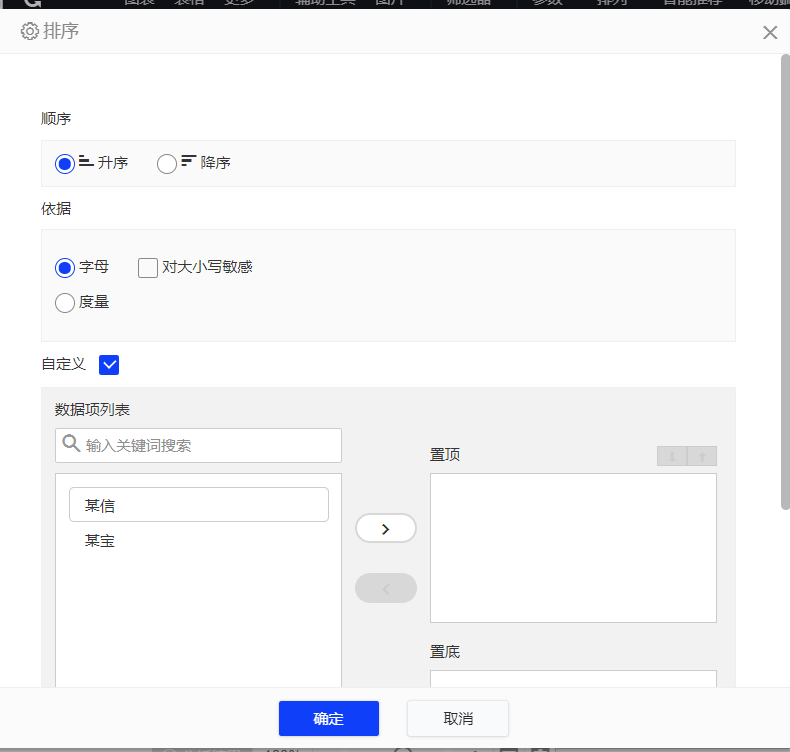 排序
顺序
升序 降序
依据
字母 对大小写敏感
度量
自定义
数据项列表
输入关键词搜索
置顶
某信
某宝
置底
确定 取消